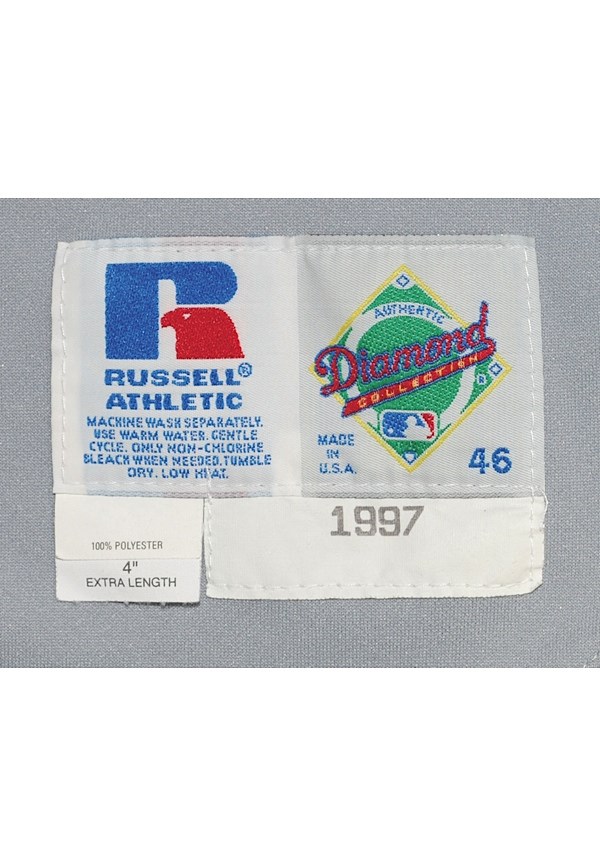 R
RUSSELL®
ATHLETIC
MACHINE WASH SEPARATELY.
USE WARM WATER. GENTLE
CYCLE. ONLY NON-CHLORINE
BLEACH WHEN NEEDED. TUMBLE
DRY. LOW HEAT.
AUTHENTIC
Diamond
COLLECTION
®
MADE
IN
U.S.A.
46
100% POLYESTER
4"
EXTRA LENGTH
1997